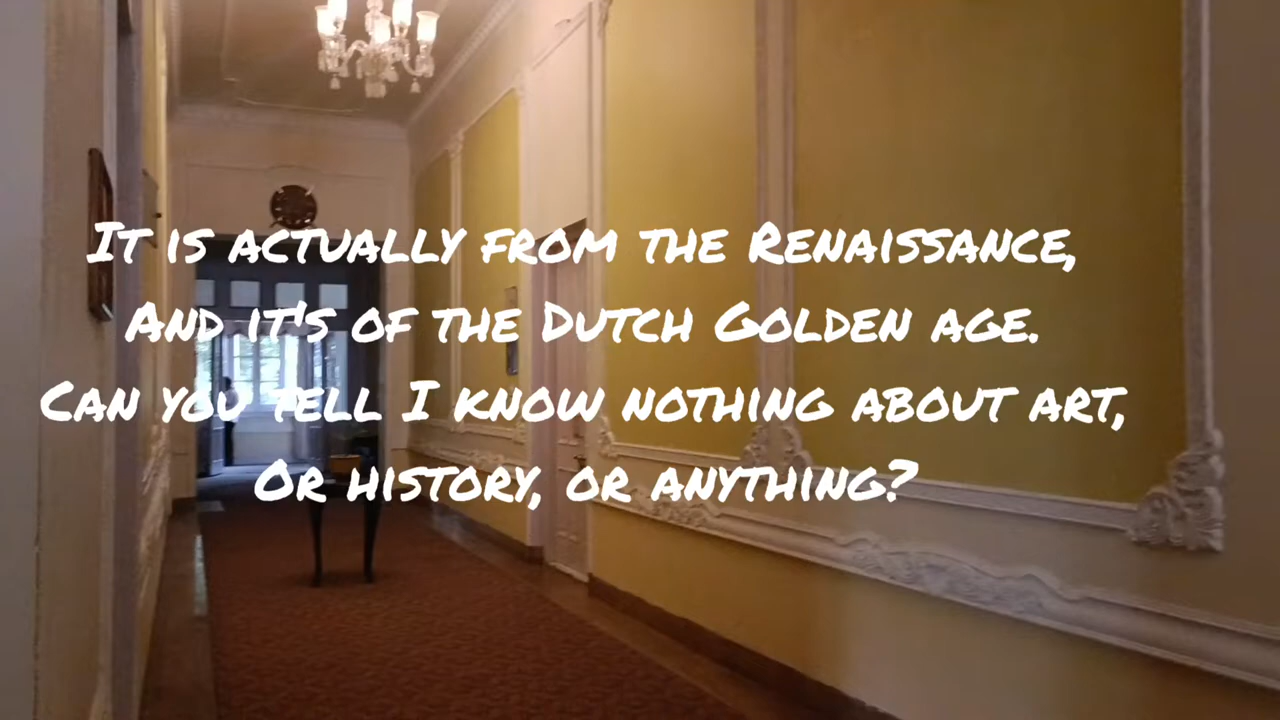 It is actually from the Renaissance,
And it's of the Dutch Golden age.
Can you tell I know nothing about art,
Or history, or anything?